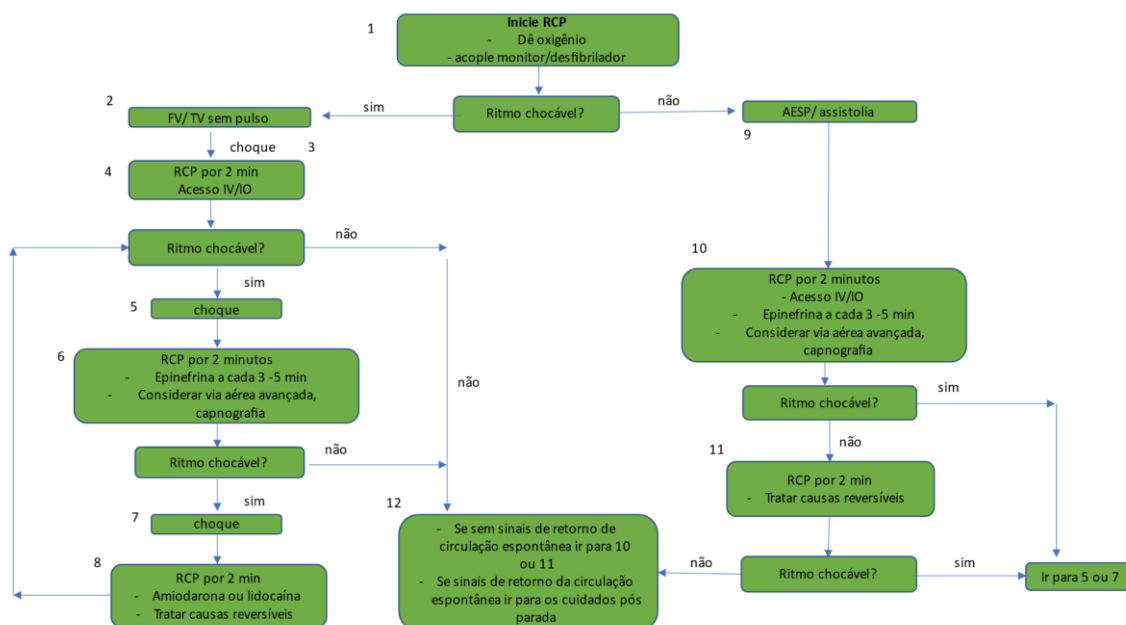 1
Inicie RCP
- Dê oxigênio
- acople monitor/desfibrilador
Ritmo chocável?
sim
não
2
FV/ TV sem pulso
choque
3
4
RCP por 2 min
Acesso IV/IO
Ritmo chocável?
não
sim
5
choque
6
RCP por 2 minutos
- Epinefrina a cada 3 -5 min
- Considerar via aérea avançada,
capnografia
não
Ritmo chocável?
não
sim
7
choque
8
RCP por 2 min
- Amiodarona ou lidocaína
- Tratar causas reversíveis
AESP/ assistolia
9
10
RCP por 2 minutos
- Acesso IV/IO
- Epinefrina a cada 3 -5 min
- Considerar via aérea avançada,
capnografia
Ritmo chocável?
sim
não
11
RCP por 2 min
- Tratar causas reversíveis
Ritmo chocável?
não
sim
Ir para 5 ou 7
12
- Se sem sinais de retorno de
circulação espontânea ir para 10
ou 11
- Se sinais de retorno da circulação
espontânea ir para os cuidados pós
parada